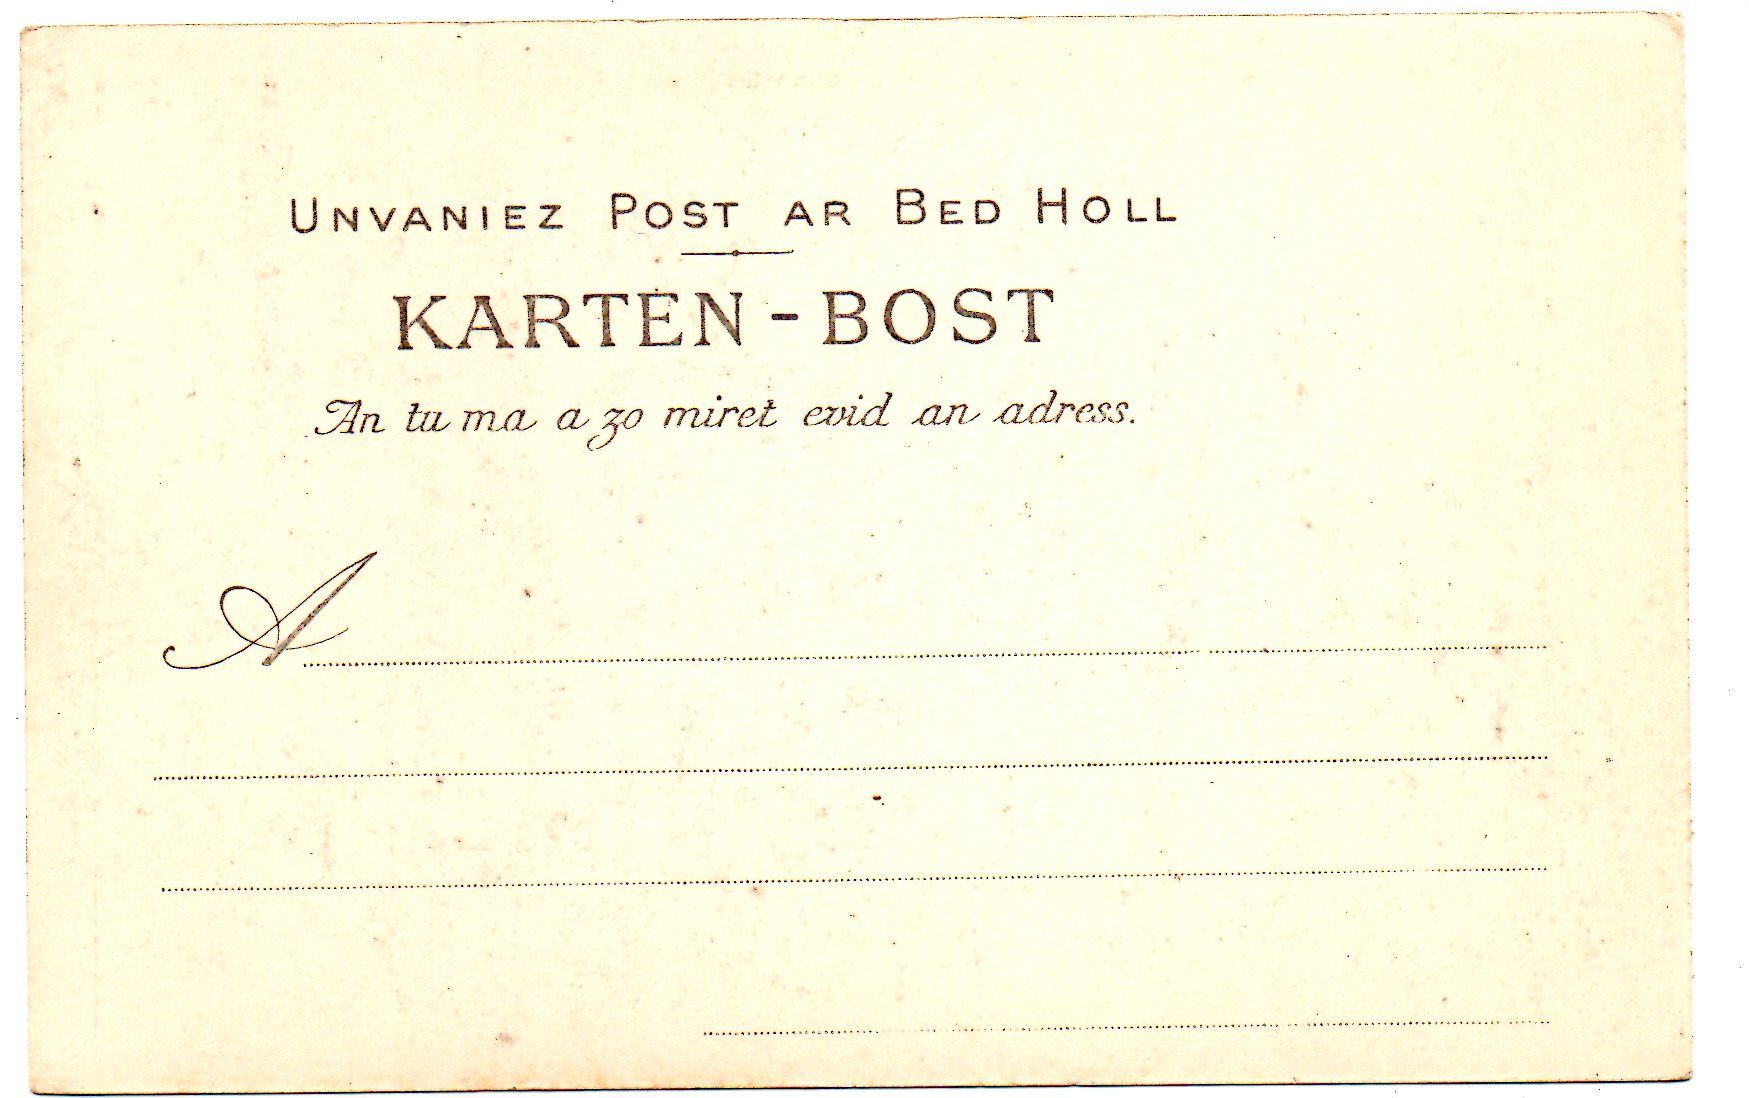 UNVANIEZ POST AR BED HOLL
KARTEN-BOST
An tu ma a zo miret evid an adress.
A